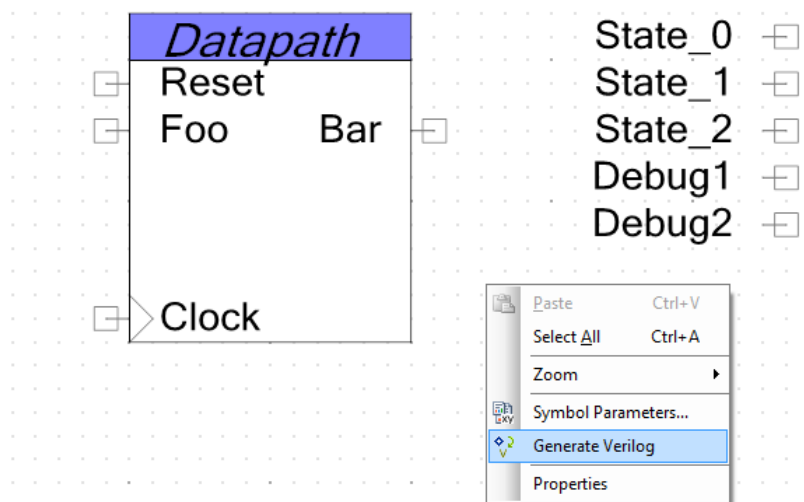 Datapath
Reset
Foo Bar
Clock
State_0
State_1
State_2
Debug1
Debug2
Paste Ctrl+V
Select All Ctrl+A
Zoom
Symbol Parameters...
Generate Verilog
Properties